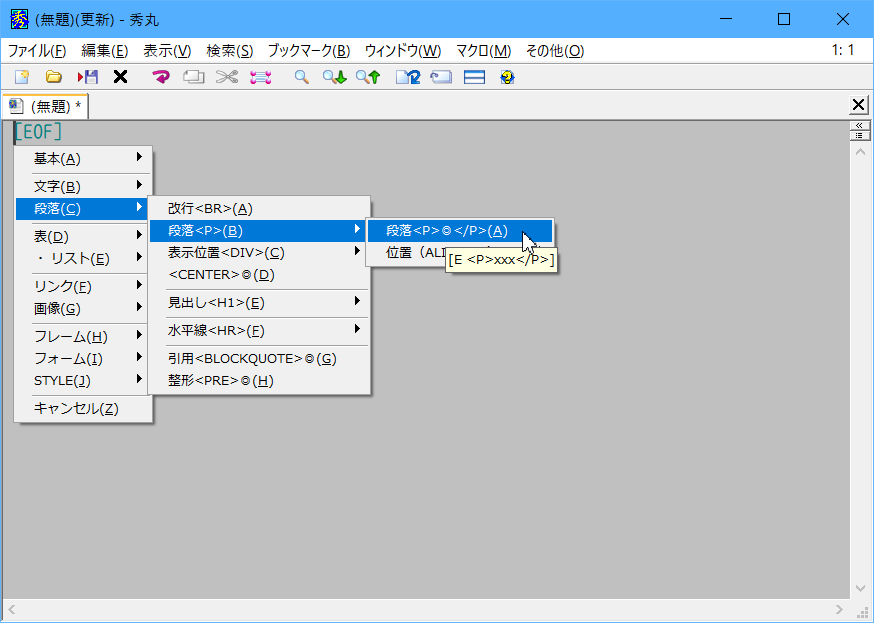 (無題)(更新) - 秀丸
ファイル(F) 編集(E) 表示(V) 検索(S) ブックマーク(B) ウィンドウ(W) マクロ(M) その他(O) 1: 1
(無題) *
[EOF]
基本(A)
文字(B)
段落(C)
表(D)
・リスト(E)
リンク(F)
画像(G)
フレーム(H)
フォーム(I)
STYLE(J)
キャンセル(Z)
改行<BR>(A)
段落<P>(B)
表示位置<DIV>(C)
<CENTER>◎(D)
見出し<H1>(E)
水平線<HR>(F)
引用<BLOCKQUOTE>◎(G)
整形<PRE>◎(H)
段落<P>◎</P>(A)
位置（ALI
[E <P>xxx</P>]